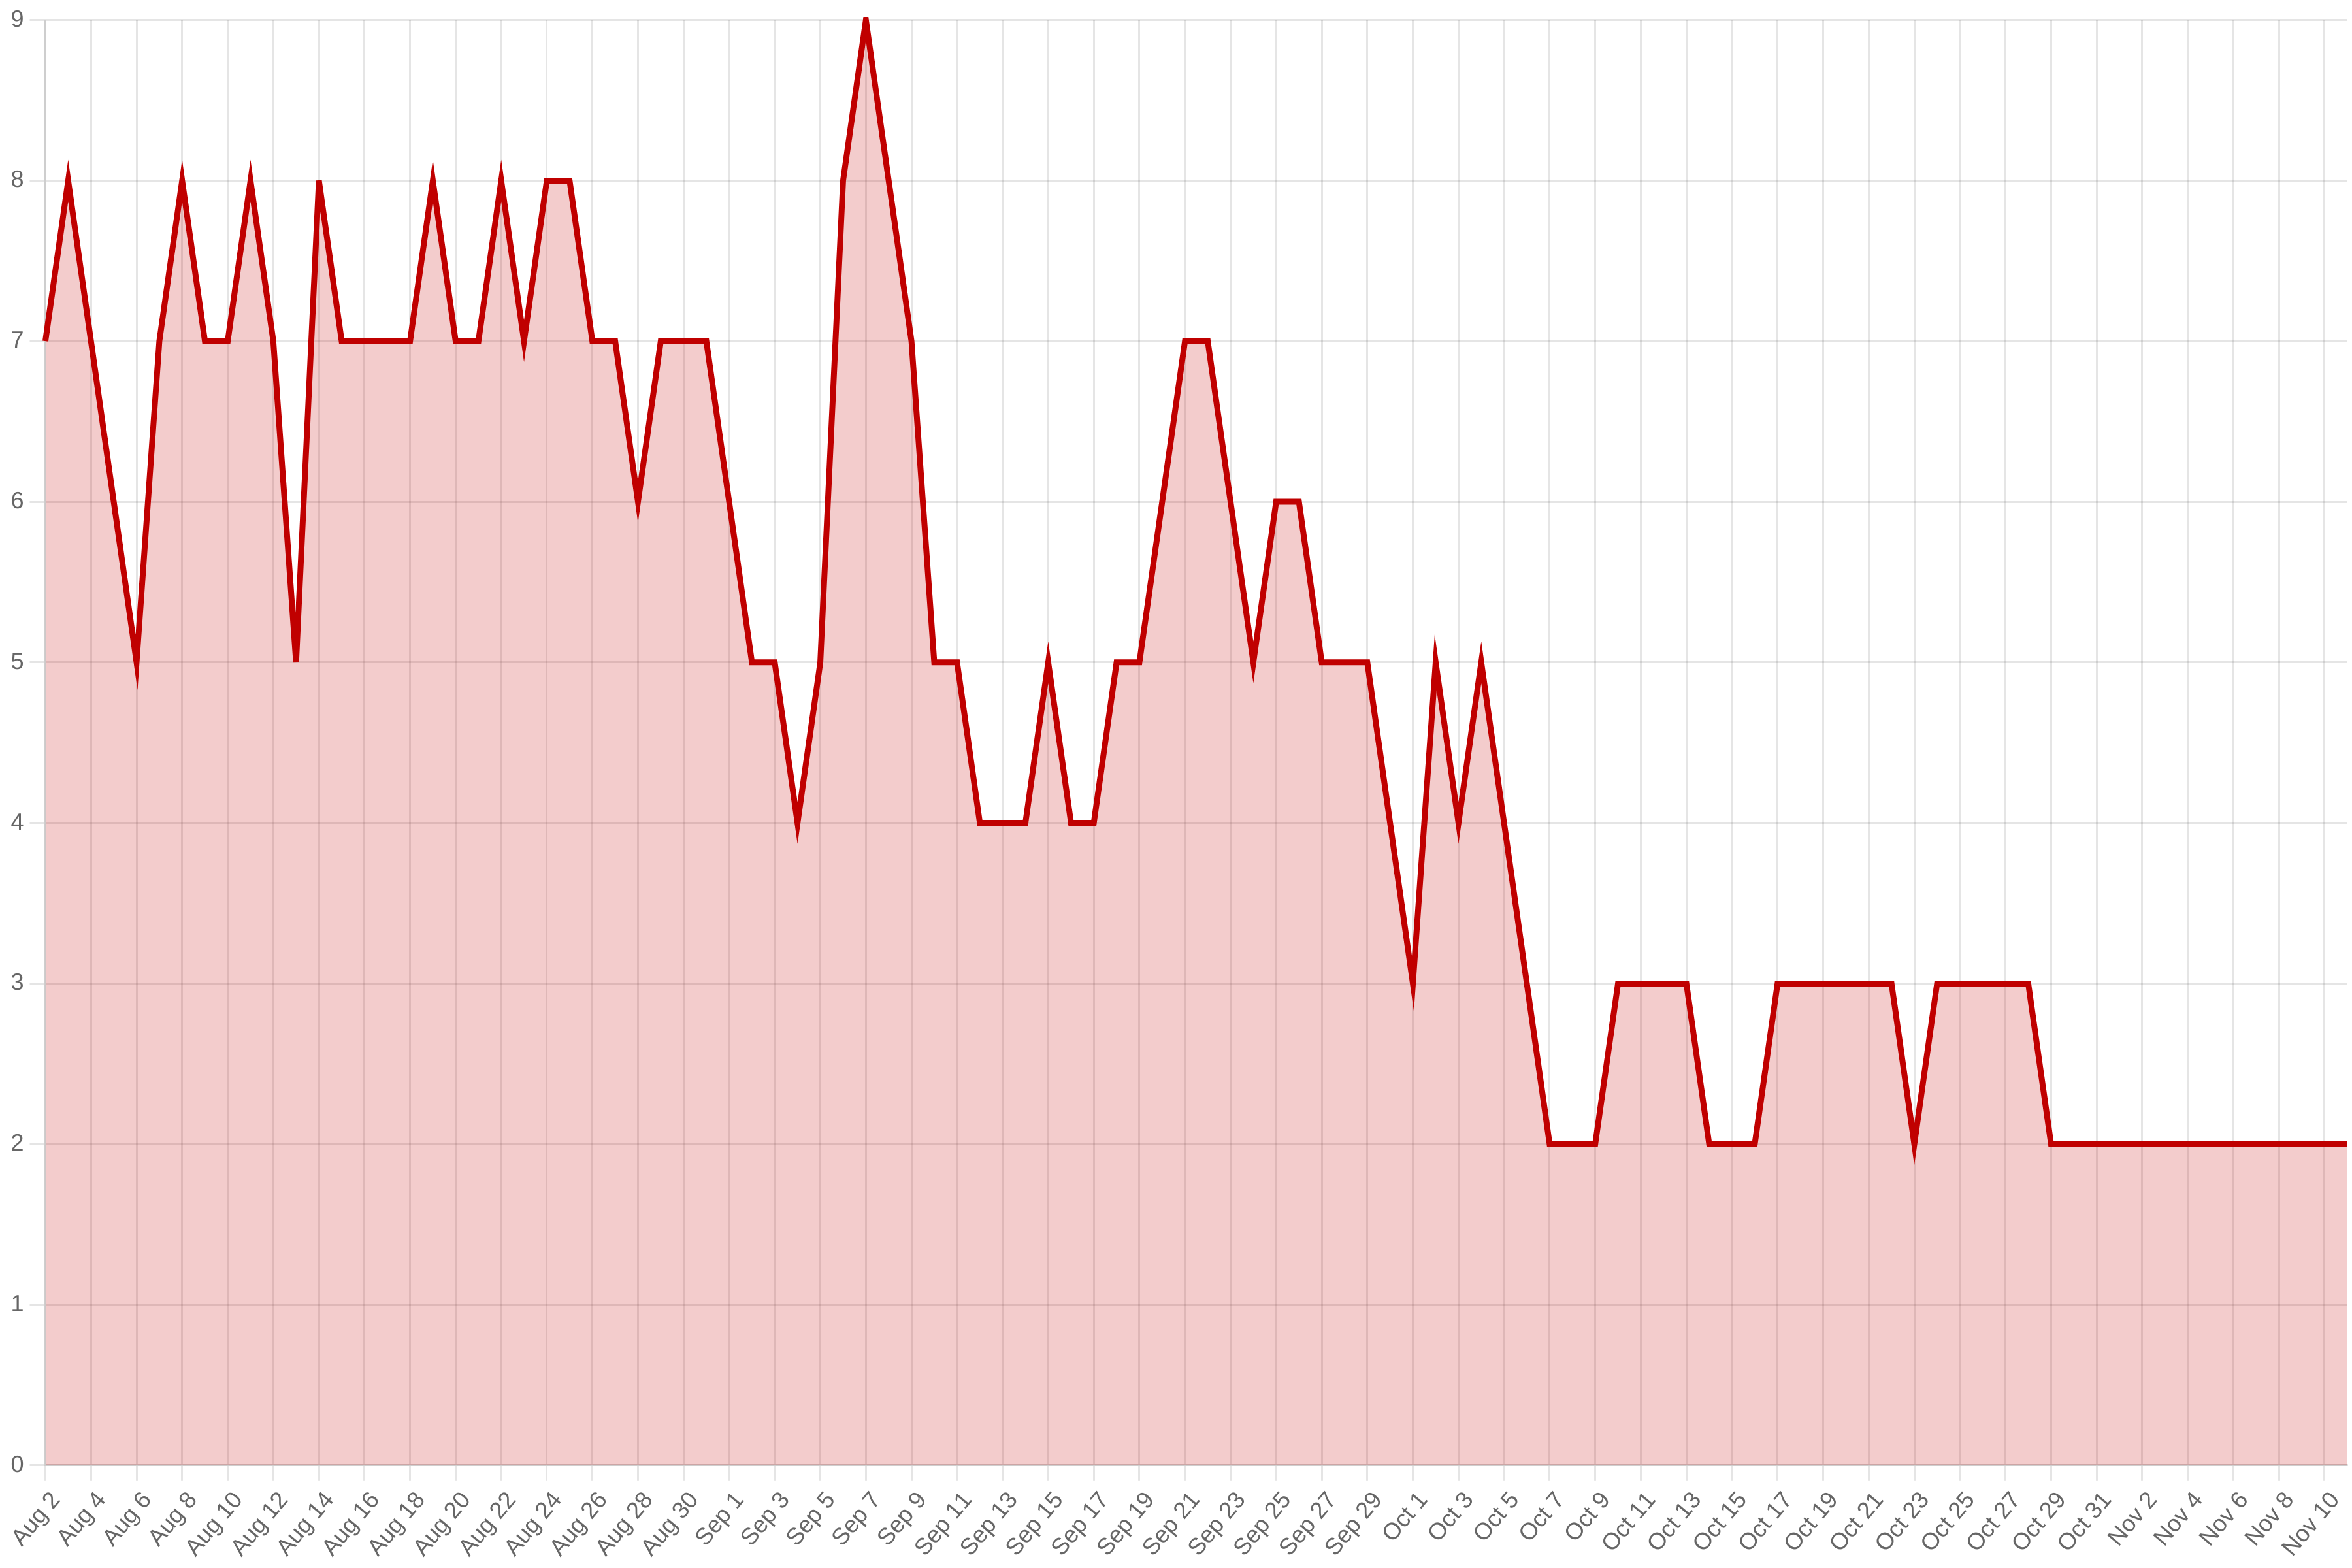 9
8
7
6
5
4
3
2
1
0
Aug 2
Aug 4
Aug 6
Aug 8
Aug 10
Aug 12
Aug 14
Aug 16
Aug 18
Aug 20
Aug 22
Aug 24
Aug 26
Aug 28
Aug 30
Sep 1
Sep 3
Sep 5
Sep 7
Sep 9
Sep 11
Sep 13
Sep 15
Sep 17
Sep 19
Sep 21
Sep 23
Sep 25
Sep 27
Sep 29
Oct 1
Oct 3
Oct 5
Oct 7
Oct 9
Oct 11
Oct 13
Oct 15
Oct 17
Oct 19
Oct 21
Oct 23
Oct 25
Oct 27
Oct 29
Oct 31
Nov 2
Nov 4
Nov 6
Nov 8
Nov 10